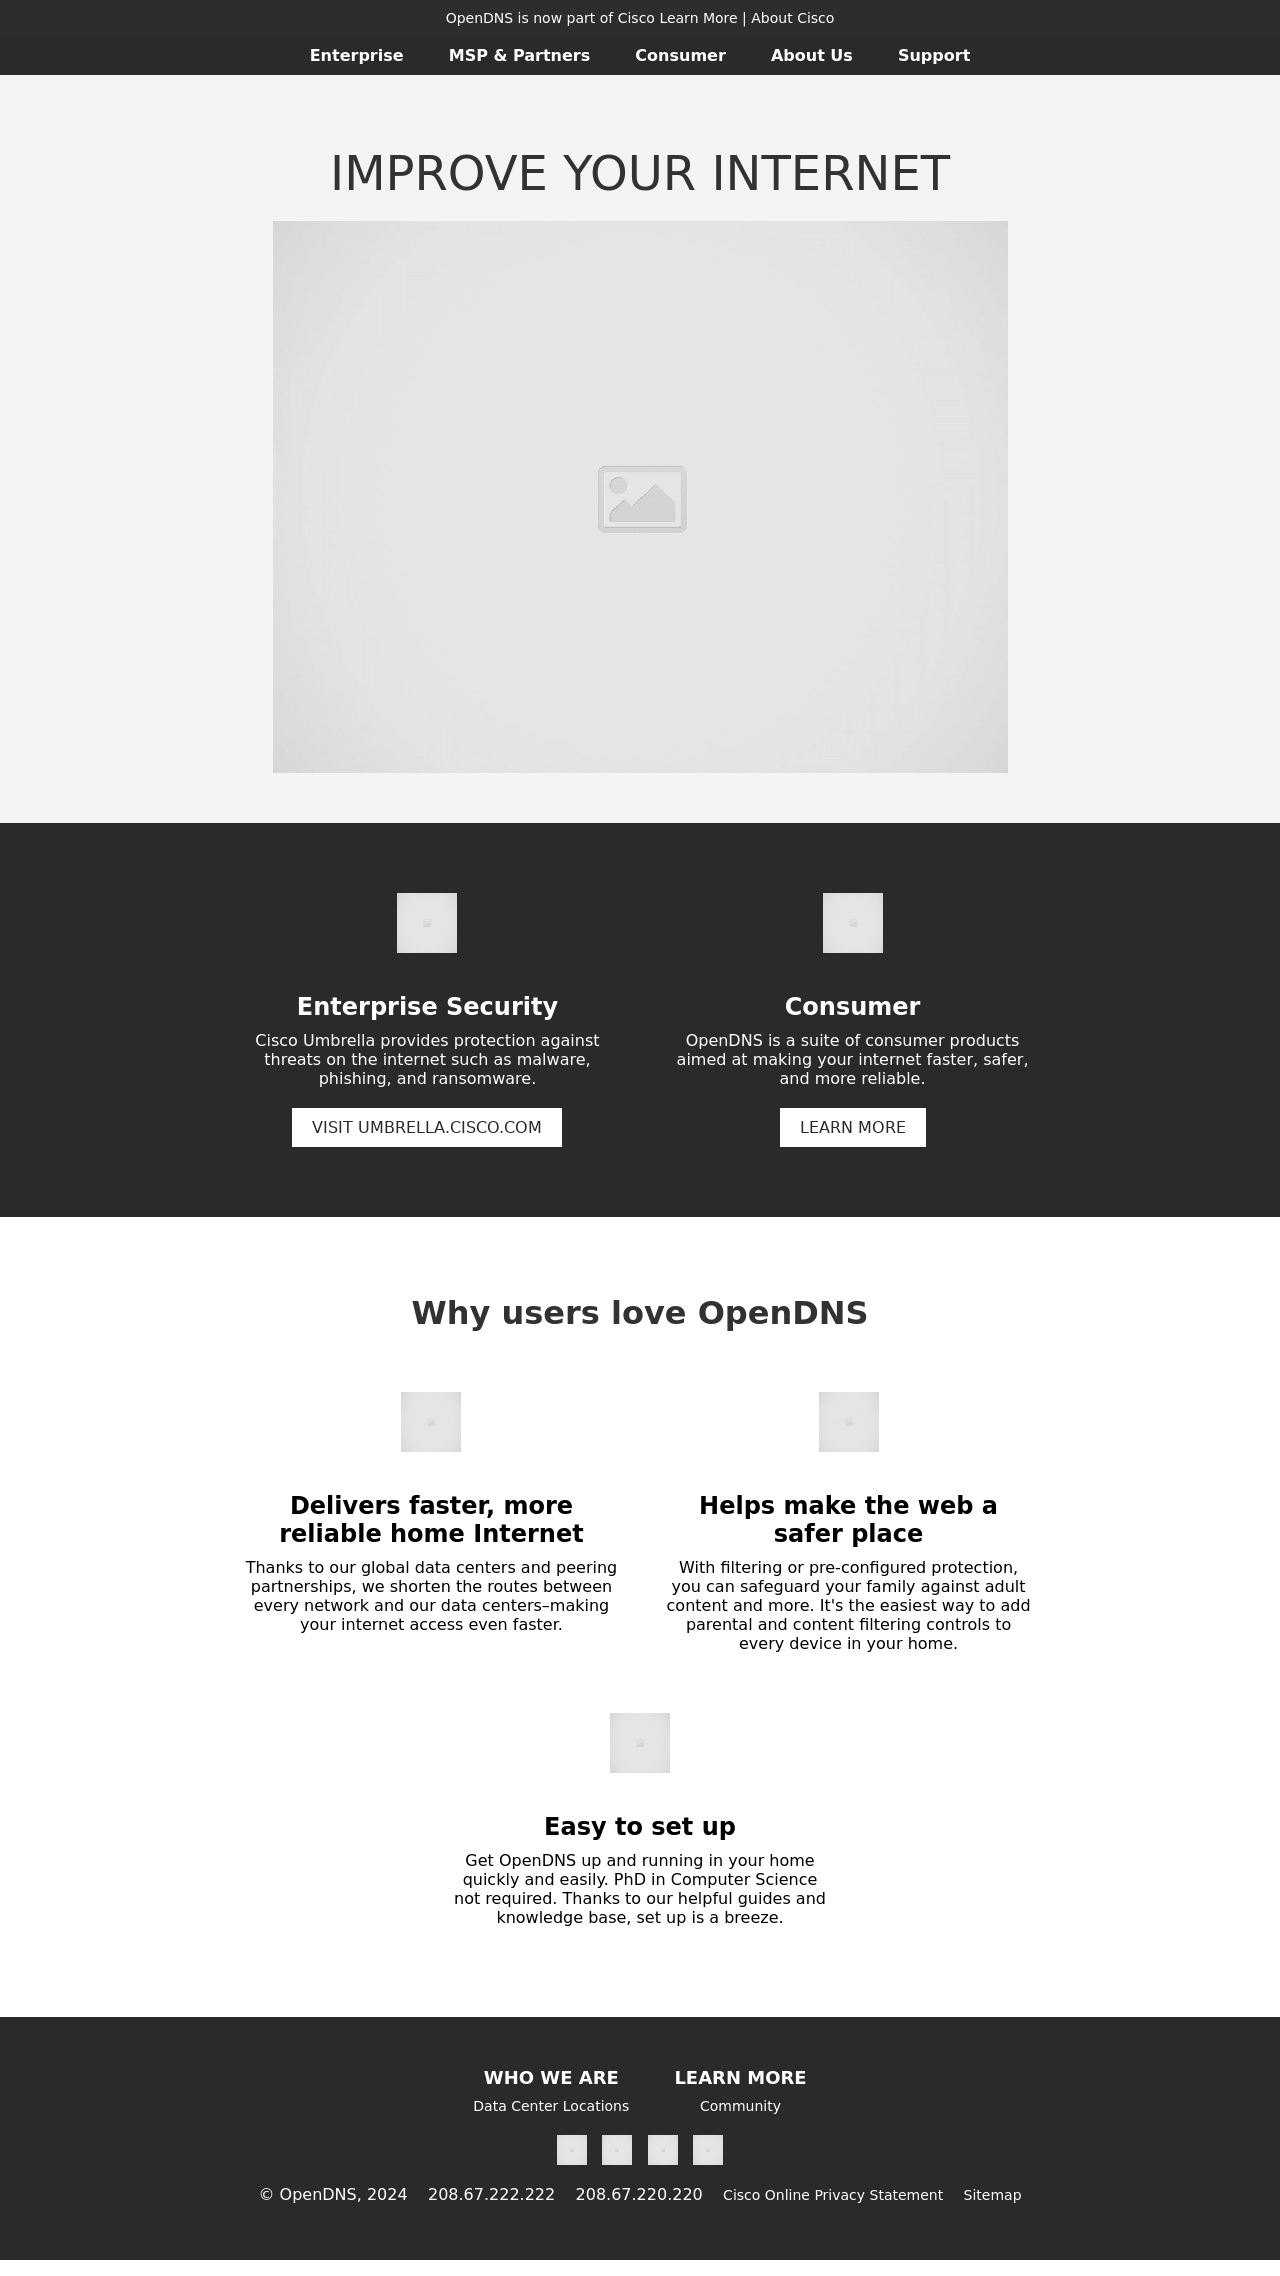 OpenDNS is now part of Cisco Learn More | About Cisco
Enterprise MSP & Partners Consumer About Us Support
IMPROVE YOUR INTERNET
Enterprise Security
Cisco Umbrella provides protection against
threats on the internet such as malware,
phishing, and ransomware.
VISIT UMBRELLA.CISCO.COM
Consumer
OpenDNS is a suite of consumer products
aimed at making your internet faster, safer,
and more reliable.
LEARN MORE
Why users love OpenDNS
Delivers faster, more
reliable home Internet
Thanks to our global data centers and peering
partnerships, we shorten the routes between
every network and our data centers–making
your internet access even faster.
Helps make the web a
safer place
With filtering or pre-configured protection,
you can safeguard your family against adult
content and more. It's the easiest way to add
parental and content filtering controls to
every device in your home.
Easy to set up
Get OpenDNS up and running in your home
quickly and easily. PhD in Computer Science
not required. Thanks to our helpful guides and
knowledge base, set up is a breeze.
WHO WE ARE
Data Center Locations
LEARN MORE
Community
© OpenDNS, 2024 208.67.222.222 208.67.220.220 Cisco Online Privacy Statement Sitemap